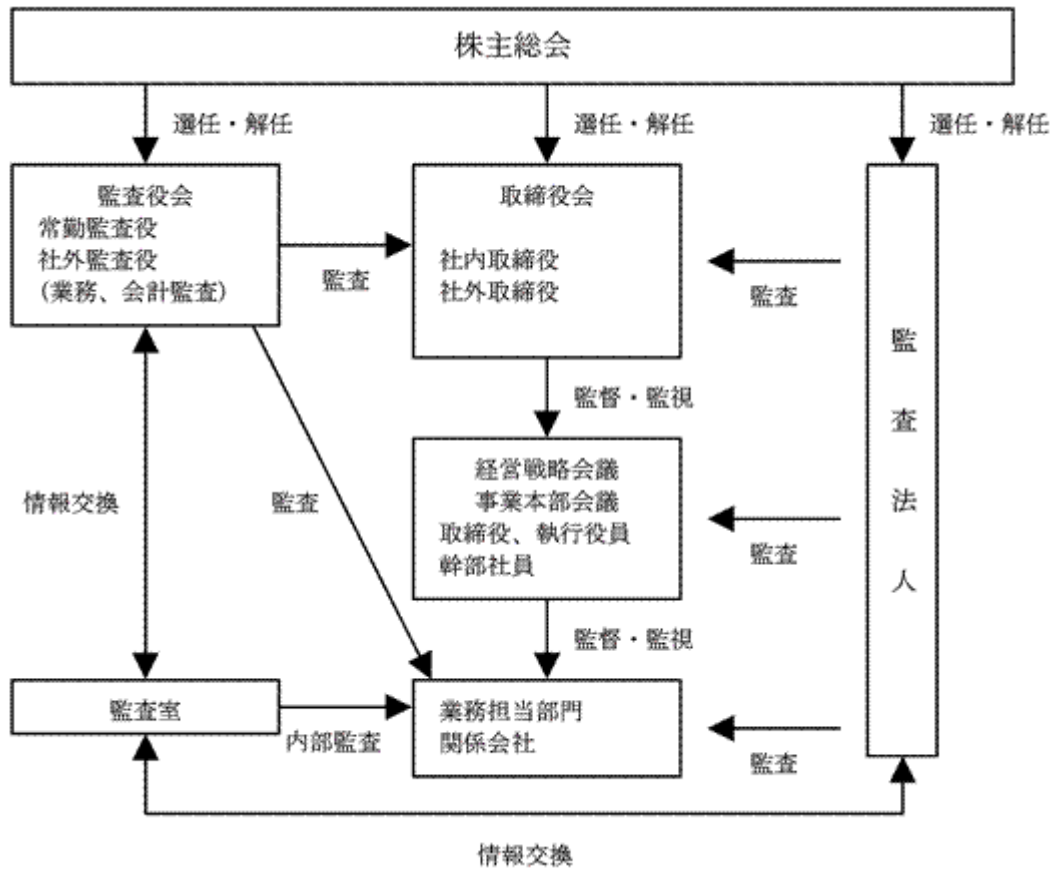 株主総会
選任・解任
選任・解任
選任・解任
監査役会
常勤監査役
社外監査役
(業務、会計監査)
監査
取締役会
社内取締役
社外取締役
監査
監督・監視
経営戦略会議
事業本部会議
取締役、執行役員
幹部社員
監査
監査法人
情報交換
監査
監督・監視
監査室
内部監査
業務担当部門
関係会社
監査
情報交換